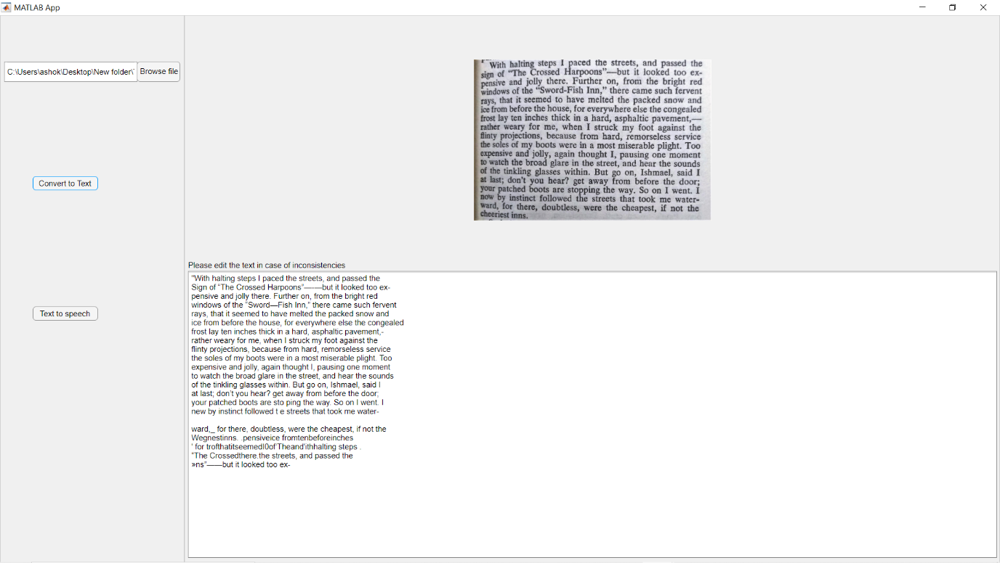 MATLAB App
C:\Users\ashok\Desktop\New folder\
Browse file
Convert to Text
Text to speech
"With halting steps I paced the streets, and passed the
sign of “The Crossed Harpoons”—but it looked too ex-
pensive and jolly there. Further on, from the bright red
windows of the “Sword-Fish Inn,” there came such fervent
rays, that it seemed to have melted the packed snow and
ice from before the house, for everywhere else the congealed
frost lay ten inches thick in a hard, asphaltic pavement,—
rather weary for me, when I struck my foot against the
flinty projections, because from hard, remorseless service
the soles of my boots were in a most miserable plight. Too
expensive and jolly, again thought I, pausing one moment
to watch the broad glare in the street, and hear the sounds
of the tinkling glasses within. But go on, Ishmael, said I
at last; don’t you hear? get away from before the door;
your patched boots are stopping the way. So on I went. I
now by instinct followed the streets that took me water-
ward, for there, doubtless, were the cheapest, if not the
cheeriest inns.
Please edit the text in case of inconsistencies
"With halting steps I paced the streets, and passed the
Sign of “The Crossed Harpoons”——-—but it looked too ex-
pensive and jolly there. Further on, from the bright red
windows of the “Sword—Fish Inn,” there came such fervent
rays, that it seemed to have melted the packed snow and
ice from before the house, for everywhere else the congealed
frost lay ten inches thick in a hard, asphaltic pavement,-
rather weary for me, when I struck my foot against the
flinty projections, because from hard, remorseless service
the soles of my boots were in a most miserable plight. Too
expensive and jolly, again thought I, pausing one moment
to watch the broad glare in the street, and hear the sounds
of the tinkling glasses within. But go on, Ishmael, said I
at last; don’t you hear? get away from before the door;
your patched boots are sto ping the way. So on I went. I
new by instinct followed t e streets that took me water-
ward,_ for there, doubtless, were the cheapest, if not the
Wegnestinns. .pensiveice fromtenbeforeinches
' for trofthatitseemedI0of'Theand'ithhalting steps .
“The Crossedthere.the streets, and passed the
»ns”——but it looked too ex-